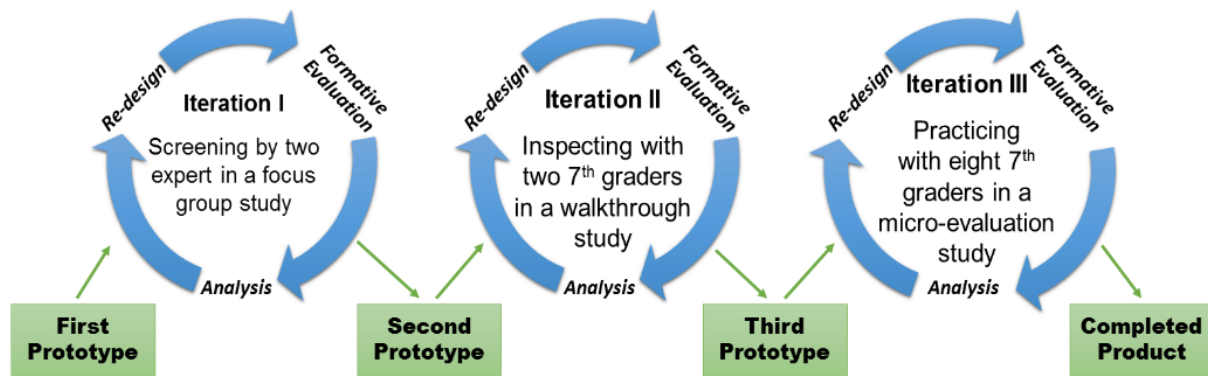 Re-design
Formative
Evaluation
Iteration I
Screening by two
expert in a focus
group study
Analysis
Re-design
Formative
Evaluation
Iteration II
Inspecting with
two 7th graders
in a walkthrough
study
Analysis
Re-design
Formative
Evaluation
Iteration III
Practicing
with eight 7th
graders in a
micro-evaluation
study
Analysis
First
Prototype
Second
Prototype
Third
Prototype
Completed
Product